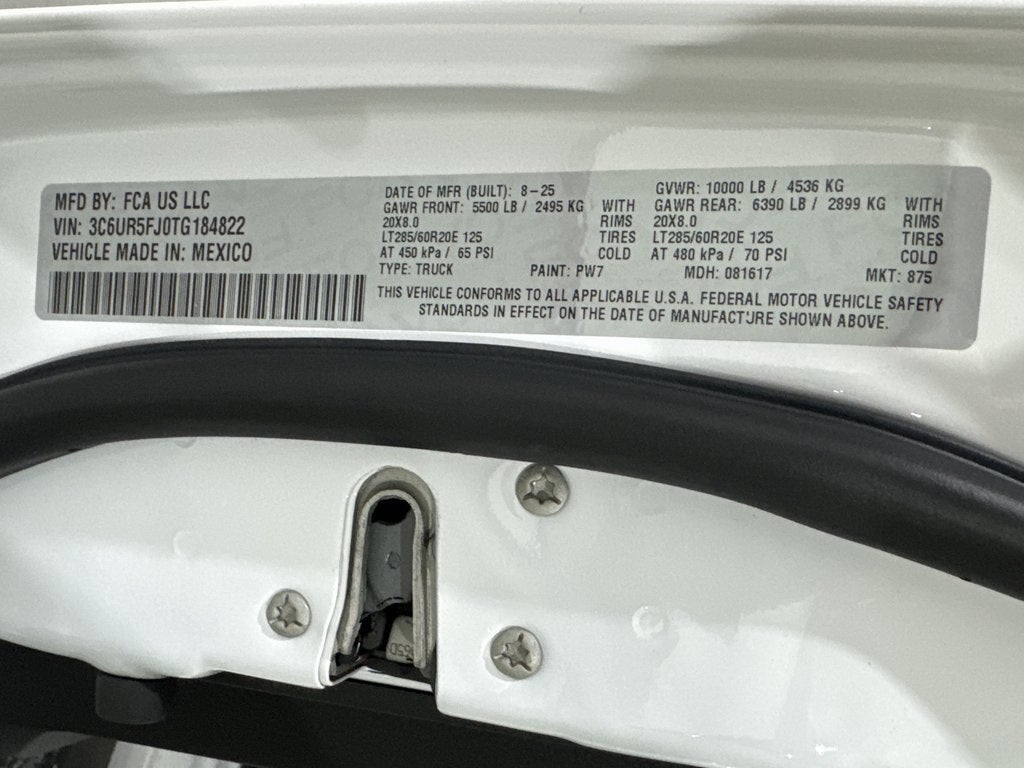 MFD BY: FCA US LLC
VIN: 3C6UR5FJ0TG184822
VEHICLE MADE IN: MEXICO
DATE OF MFR (BUILT): 8-25
GAWR FRONT: 5500 LB / 2495 KG WITH
20X8.0 RIMS
LT285/60R20E 125 TIRES
AT 450 kPa / 65 PSI COLD
GVWR: 10000 LB / 4536 KG
GAWR REAR: 6390 LB / 2899 KG WITH
20X8.0 RIMS
LT285/60R20E 125 TIRES
AT 480 kPa / 70 PSI COLD
TYPE: TRUCK PAINT: PW7 MDH: 081617 MKT: 875
THIS VEHICLE CONFORMS TO ALL APPLICABLE U.S.A. FEDERAL MOTOR VEHICLE SAFETY
STANDARDS IN EFFECT ON THE DATE OF MANUFACTURE SHOWN ABOVE.